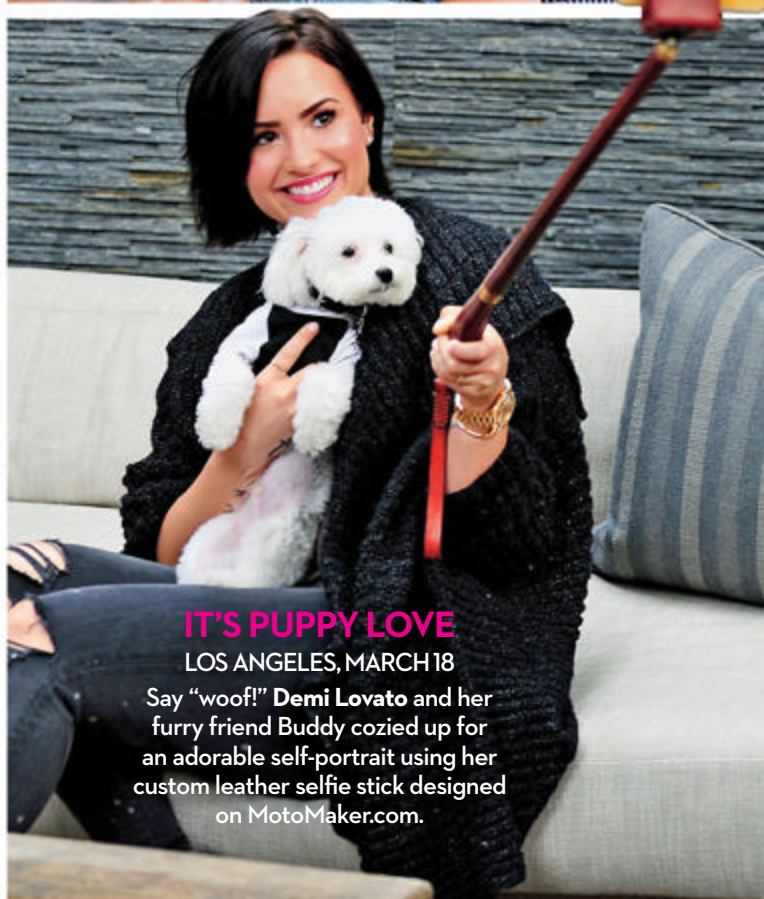 IT'S PUPPY LOVE
LOS ANGELES, MARCH 18
Say “woof!” Demi Lovato and her
furry friend Buddy cozied up for
an adorable self-portrait using her
custom leather selfie stick designed
on MotoMaker.com.